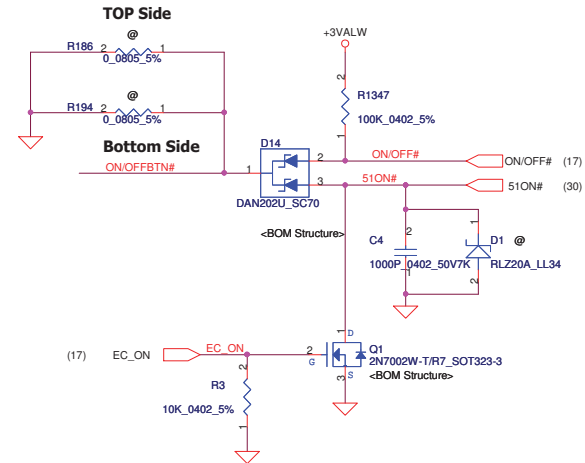 TOP Side
@
R186 2 1
0_0805_5%
@
R194 2 1
0_0805_5%
Bottom Side
ON/OFFBTN#
+3VALW
2
R1347
100K_0402_5%
1
D14
1 2 ON/OFF# ON/OFF# (17)
3 51ON# 51ON# (30)
DAN202U_SC70
<BOM Structure>
2 1
C4 D1 @
1000P_0402_50V7K RLZ20A_LL34
1 2
1 D
(17) EC_ON EC_ON 2 G Q1
2N7002W-T/R7_SOT323-3
3 S <BOM Structure>
2
R3
10K_0402_5%
1